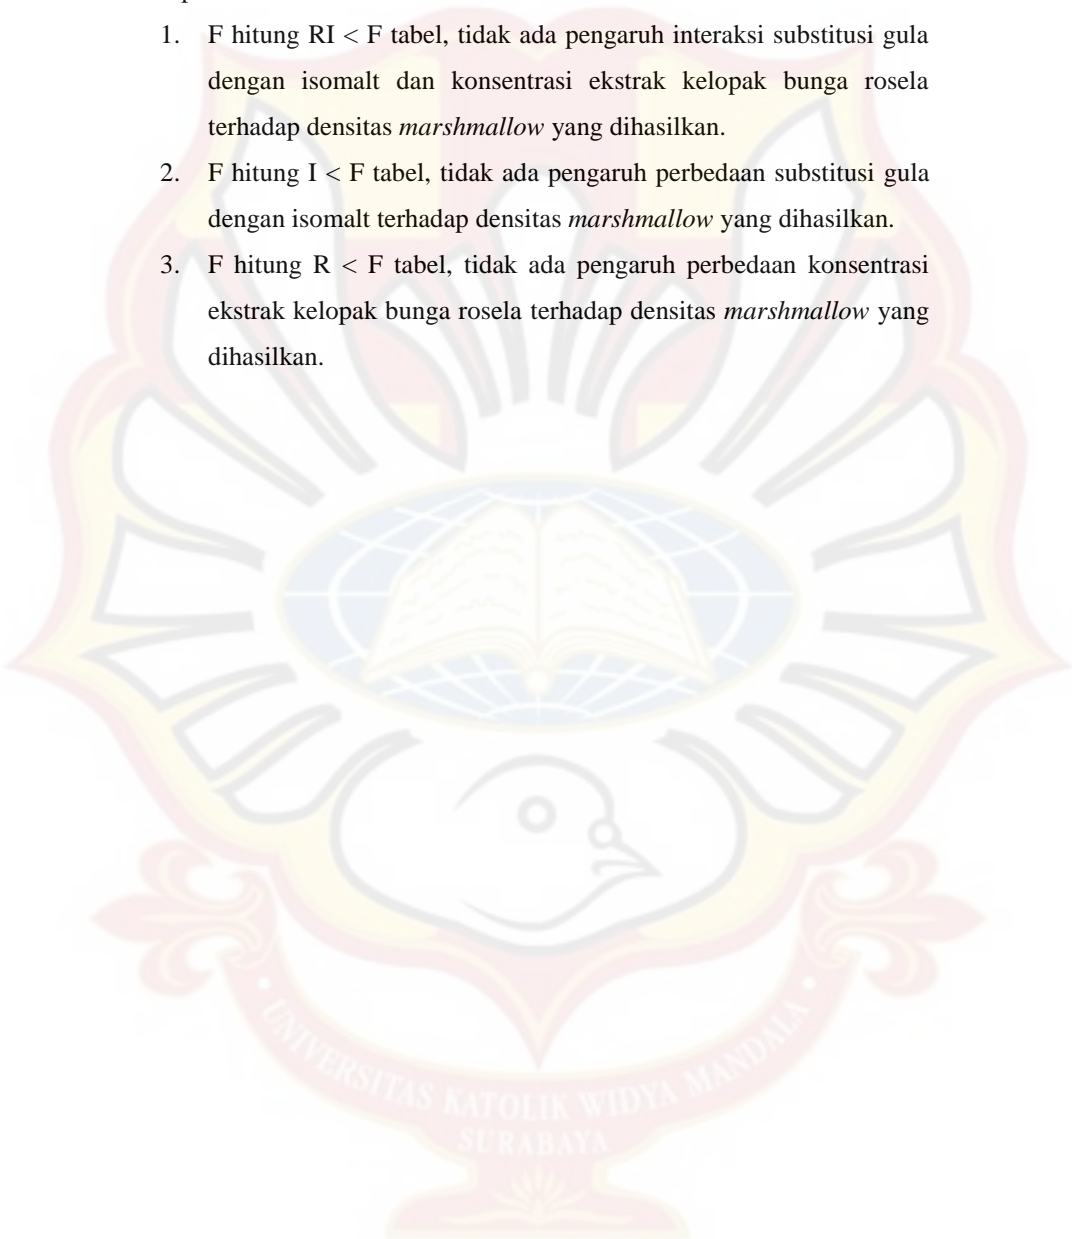 1. F hitung RI < F tabel, tidak ada pengaruh interaksi substitusi gula
dengan isomalt dan konsentrasi ekstrak kelopak bunga rosela
terhadap densitas marshmallow yang dihasilkan.
2. F hitung I < F tabel, tidak ada pengaruh perbedaan substitusi gula
dengan isomalt terhadap densitas marshmallow yang dihasilkan.
3. F hitung R < F tabel, tidak ada pengaruh perbedaan konsentrasi
ekstrak kelopak bunga rosela terhadap densitas marshmallow yang
dihasilkan.
UNIVERSITAS KATOLIK WIDYA MANDALA
SURABAYA